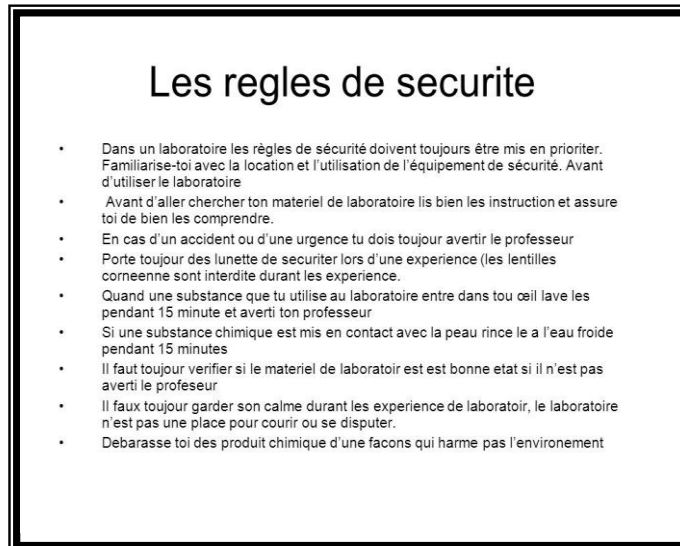 Les regles de securite
• Dans un laboratoire les règles de sécurité doivent toujours être mis en prioriter.
Familiarise-toi avec la location et l'utilisation de l'équipement de sécurité. Avant
d'utiliser le laboratoire
• Avant d'aller chercher ton materiel de laboratoire lis bien les instruction et assure
toi de bien les comprendre.
• En cas d'un accident ou d'une urgence tu dois toujour avertir le professeur
• Porte toujour des lunette de securiter lors d'une experience (les lentilles
corneenne sont interdite durant les experience.
• Quand une substance que tu utilise au laboratoire entre dans tou œil lave les
pendant 15 minute et averti ton professeur
• Si une substance chimique est mis en contact avec la peau rince le a l'eau froide
pendant 15 minutes
• Il faut toujour verifier si le materiel de laboratoir est est bonne etat si il n'est pas
averti le profeseur
• Il faux toujour garder son calme durant les experience de laboratoir, le laboratoire
n'est pas une place pour courir ou se disputer.
• Debarasse toi des produit chimique d'une facons qui harme pas l'environement